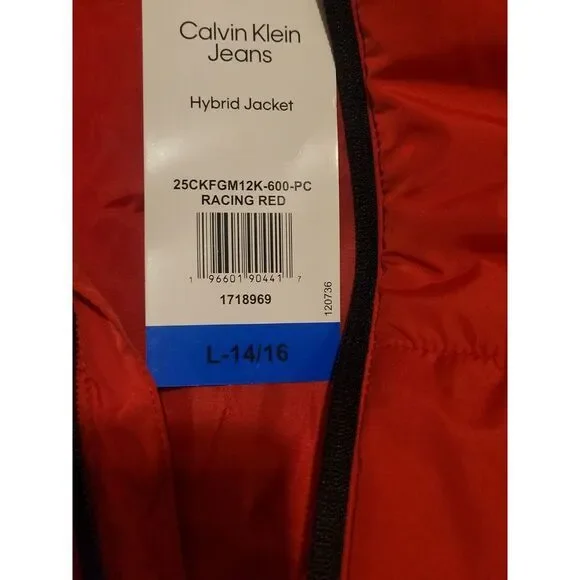 Calvin Klein
Jeans
Hybrid Jacket
25CKFGM12K-600-PC
RACING RED
1 96601 90441 7
1718969
120736
L-14/16